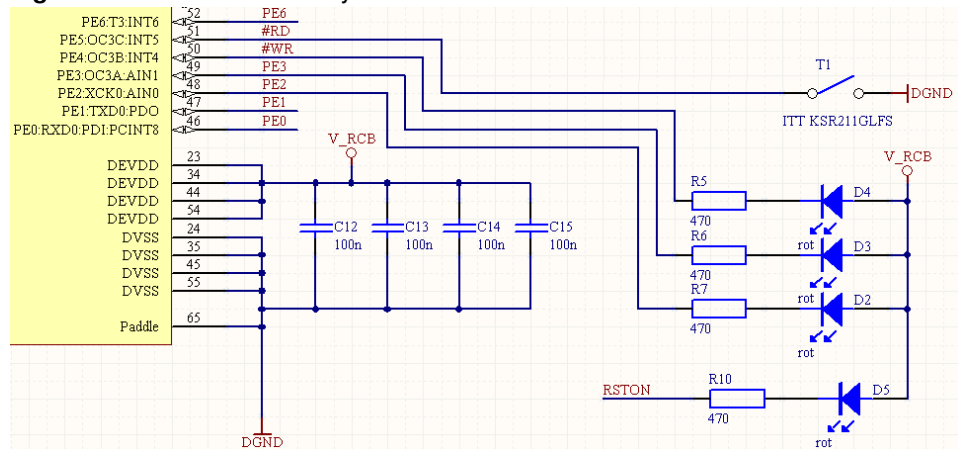 PE6:T3:INT6 52 PE6
PE5:OC3C:INT5 51 #RD
PE4:OC3B:INT4 50 #WR
PE3:OC3A:AIN1 49 PE3
PE2:XCK0:AIN0 48 PE2
PE1:TXD0:PDO 47 PE1
PE0:RXD0:PDI:PCINT8 46 PE0
T1
DGND
ITT KSR211GLFS
V_RCB
V_RCB
DEVDD 23
DEVDD 34
DEVDD 44
DEVDD 54
DVSS 24
DVSS 35
DVSS 45
DVSS 55
Paddle 65
C12
100n
C13
100n
C14
100n
C15
100n
R5
470
D4
rot
R6
470
D3
rot
R7
470
D2
rot
RSTON
R10
470
D5
rot
DGND